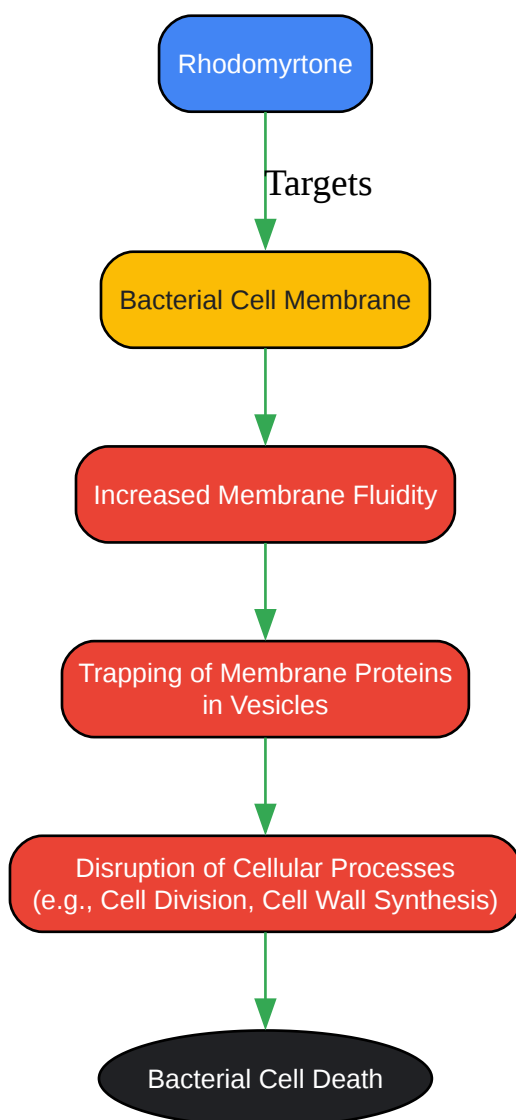 Rhodomyrtone
Targets
Bacterial Cell Membrane
Increased Membrane Fluidity
Trapping of Membrane Proteins
in Vesicles
Disruption of Cellular Processes
(e.g., Cell Division, Cell Wall Synthesis)
Bacterial Cell Death